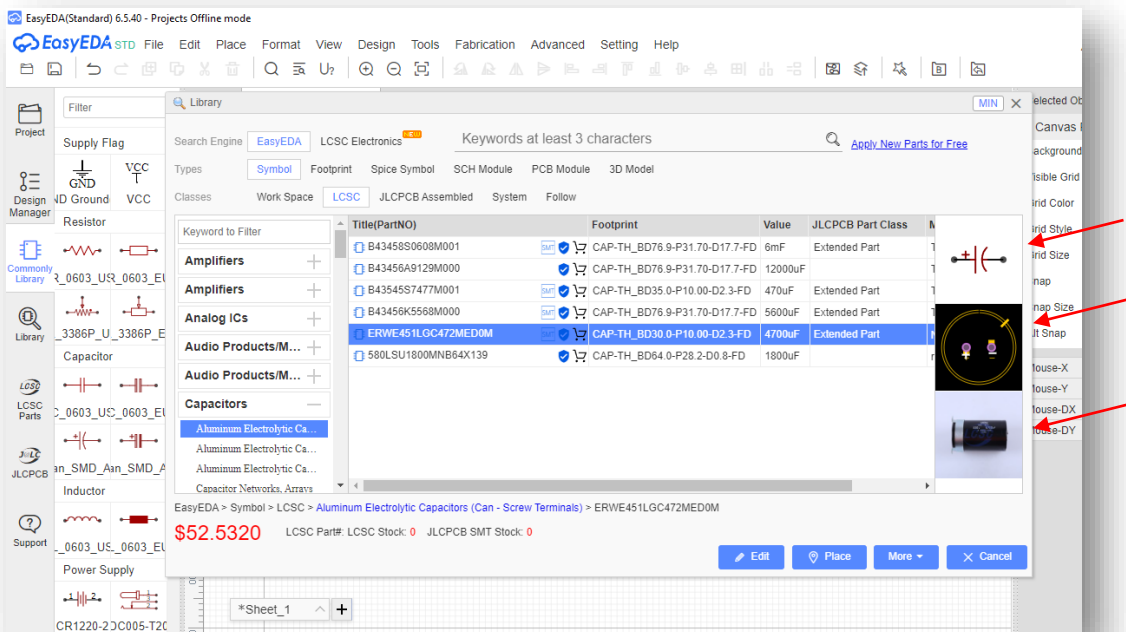 EasyEDA(Standard) 6.5.40 - Projects Offline mode
EasyEDA STD File Edit Place Format View Design Tools Fabrication Advanced Setting Help
Project
Design Manager
Commonly Library
Library
LCSC
LCSC Parts
JLCPCB
Support
Filter
Supply Flag
GND VCC
ND Ground VCC
Resistor
R_0603_US R_0603_EU
_3386P_U _3386P_E
Capacitor
C_0603_US C_0603_EU
an_SMD_A an_SMD_A
Inductor
L_0603_US L_0603_EU
Power Supply
1 2
CR1220-2 DC005-T20
Library MIN
Search Engine EasyEDA LCSC Electronics NEW Keywords at least 3 characters Apply New Parts for Free
Types Symbol Footprint Spice Symbol SCH Module PCB Module 3D Model
Classes Work Space LCSC JLCPCB Assembled System Follow
Keyword to Filter
Amplifiers
Amplifiers
Analog ICs
Audio Products/M...
Audio Products/M...
Capacitors
Aluminum Electrolytic Ca...
Aluminum Electrolytic Ca...
Aluminum Electrolytic Ca...
Capacitor Networks, Arrays
Title(PartNO) Footprint Value JLCPCB Part Class
B43458S0608M001 SMT CAP-TH_BD76.9-P31.70-D17.7-FD 6mF Extended Part
B43456A9129M000 CAP-TH_BD76.9-P31.70-D17.7-FD 12000uF
B43545S7477M001 SMT CAP-TH_BD35.0-P10.00-D2.3-FD 470uF Extended Part
B43456K5568M000 SMT CAP-TH_BD76.9-P31.70-D17.7-FD 5600uF Extended Part
ERWE451LGC472MED0M SMT CAP-TH_BD30.0-P10.00-D2.3-FD 4700uF Extended Part
580LSU1800MNB64X139 CAP-TH_BD64.0-P28.2-D0.8-FD 1800uF
EasyEDA > Symbol > LCSC > Aluminum Electrolytic Capacitors (Can - Screw Terminals) > ERWE451LGC472MED0M
$52.5320 LCSC Part#: LCSC Stock: 0 JLCPCB SMT Stock: 0
Edit Place More Cancel
*Sheet_1
elected Ob
Canvas
ackground
isible Grid
rid Color
rid Style
rid Size
nap
nap Size
lt Snap
louse-X
louse-Y
louse-DX
louse-DY